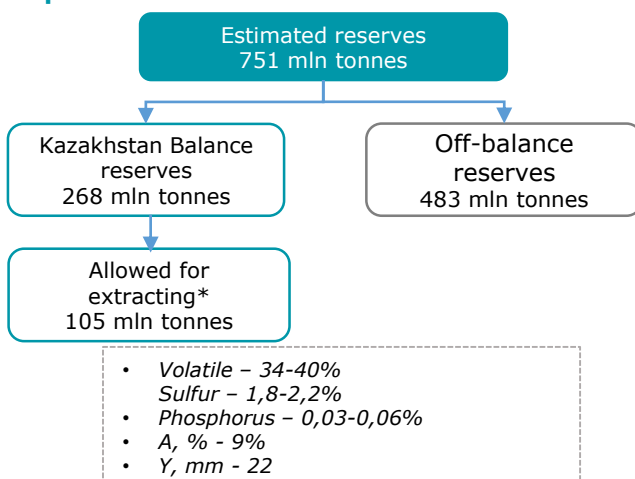 Estimated reserves
751 mln tonnes
Kazakhstan Balance
reserves
268 mln tonnes
Off-balance
reserves
483 mln tonnes
Allowed for
extracting*
105 mln tonnes
• Volatile – 34-40%
Sulfur – 1,8-2,2%
• Phosphorus – 0,03-0,06%
• A, % - 9%
• Y, mm - 22